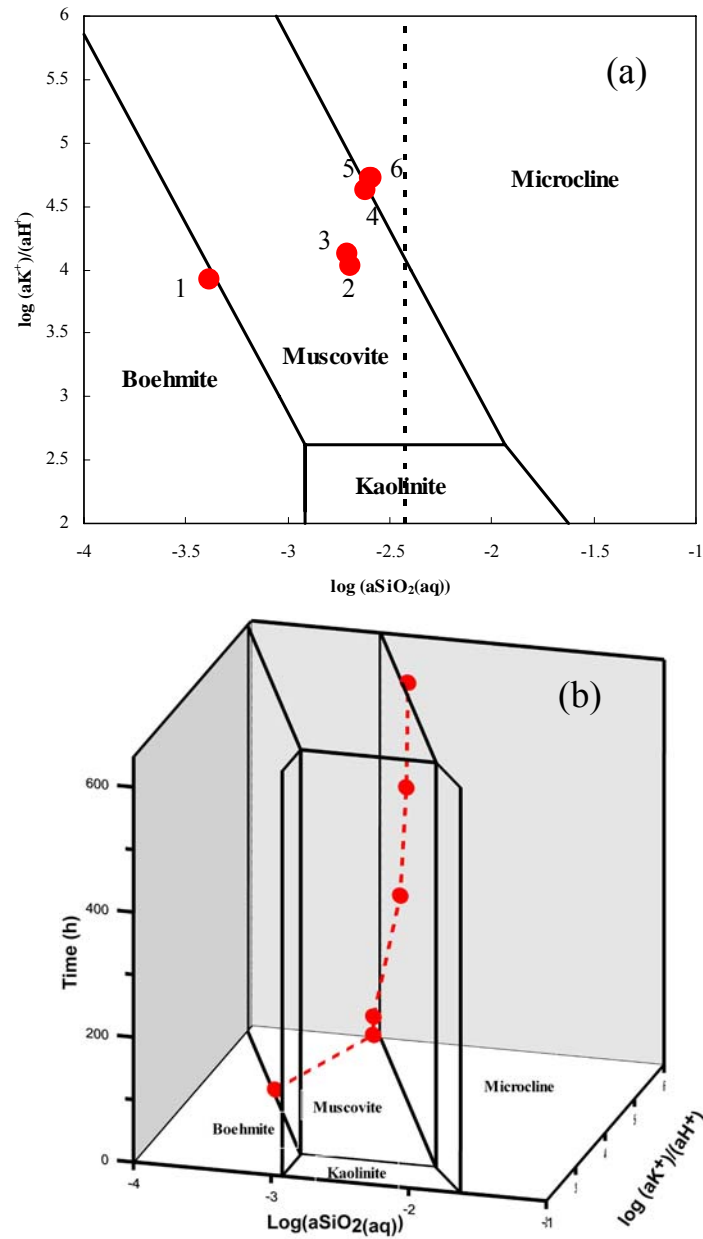 (a)
6
5.5
5
4.5
4
3.5
3
2.5
2
log (aK⁺)/(aH⁺)
5 6
4
3
2
1
Microcline
Muscovite
Boehmite
Kaolinite
-4 -3.5 -3 -2.5 -2 -1.5 -1
log (aSiO₂(aq))
(b)
600
400
200
0
Time (h)
Boehmite
Muscovite
Microcline
Kaolinite
-4 -3 -2
Log(aSiO₂(aq))
log (aK⁺)/(aH⁺)